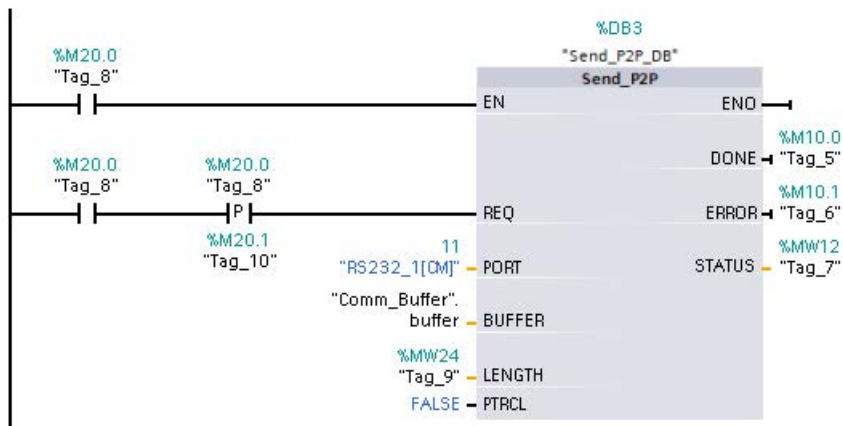 %DB3
"Send_P2P_DB"
Send_P2P
%M20.0
"Tag_8"
EN
ENO
%M10.0
DONE
"Tag_5"
%M20.0
"Tag_8"
%M20.0
"Tag_8"
P
%M20.1
"Tag_10"
REQ
%M10.1
ERROR
"Tag_6"
11
"RS232_1[CM]"
PORT
%MW12
STATUS
"Tag_7"
"Comm_Buffer".
buffer
BUFFER
%MW24
"Tag_9"
LENGTH
FALSE
PTRCL